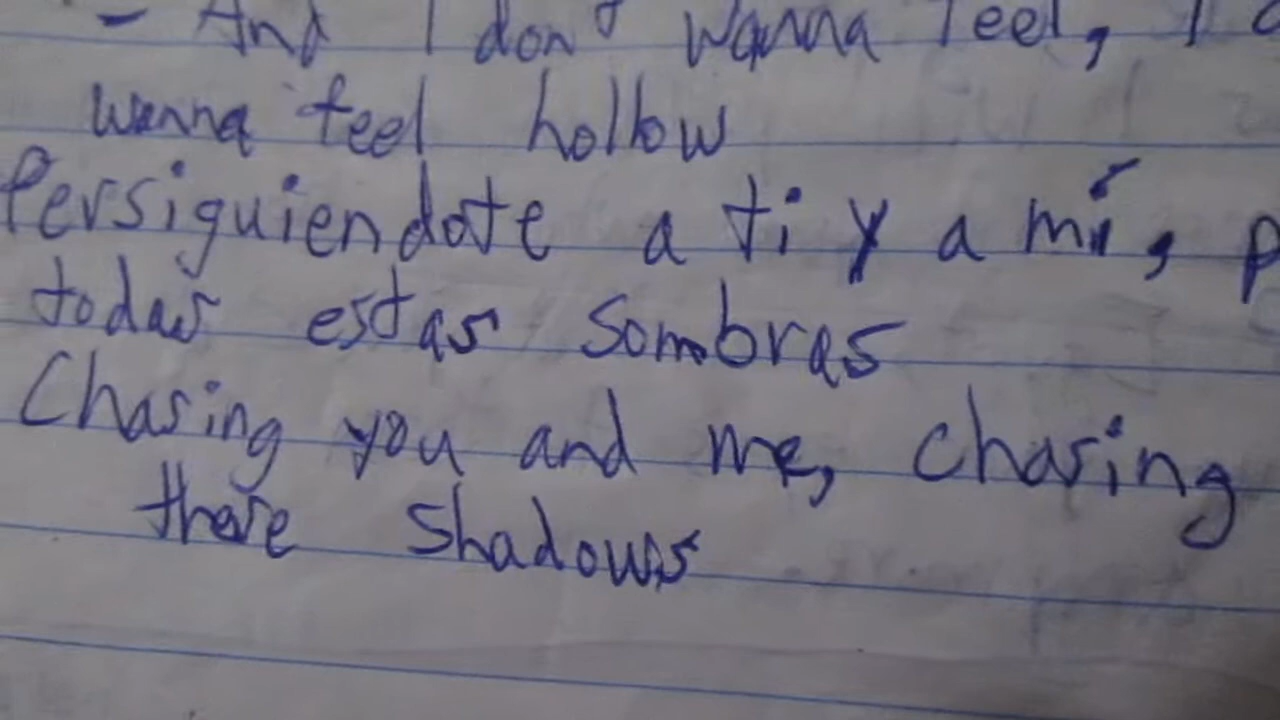 - And I don't wanna feel, I
wanna feel hollow
Persiguiendote a ti y a mí,
todas estas sombras
Chasing you and me, chasing
these shadows